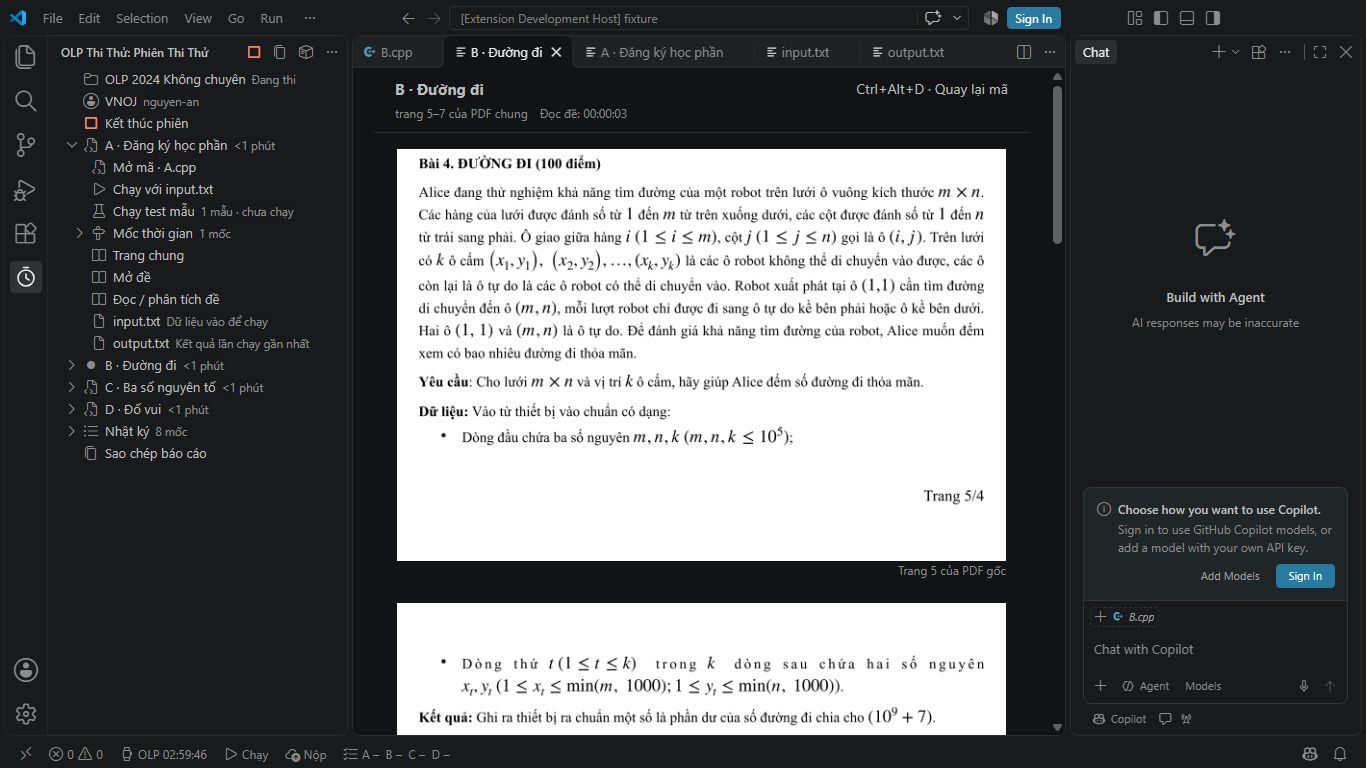 File Edit Selection View Go Run ···
[Extension Development Host] fixture
Sign In
OLP Thi Thử: Phiên Thi Thử
OLP 2024 Không chuyên Đang thi
VNOJ nguyen-an
Kết thúc phiên
A · Đăng ký học phần <1 phút
Mở mã · A.cpp
Chạy với input.txt
Chạy test mẫu 1 mẫu · chưa chạy
Mốc thời gian 1 mốc
Trang chung
Mở đề
Đọc / phân tích đề
input.txt Dữ liệu vào để chạy
output.txt Kết quả lần chạy gần nhất
B · Đường đi <1 phút
C · Ba số nguyên tố <1 phút
D · Đố vui <1 phút
Nhật ký 8 mốc
Sao chép báo cáo
B.cpp B · Đường đi A · Đăng ký học phần input.txt output.txt
B · Đường đi Ctrl+Alt+D · Quay lại mã
trang 5–7 của PDF chung Đọc đề: 00:00:03
Bài 4. ĐƯỜNG ĐI (100 điểm)
Alice đang thử nghiệm khả năng tìm đường của một robot trên lưới ô vuông kích thước m × n.
Các hàng của lưới được đánh số từ 1 đến m từ trên xuống dưới, các cột được đánh số từ 1 đến n
từ trái sang phải. Ô giao giữa hàng i (1 ≤ i ≤ m), cột j (1 ≤ j ≤ n) gọi là ô (i, j). Trên lưới
có k ô cấm (x₁, y₁), (x₂, y₂), …, (xₖ, yₖ) là các ô robot không thể di chuyển vào được, các ô
còn lại là ô tự do là các ô robot có thể di chuyển vào. Robot xuất phát tại ô (1,1) cần tìm đường
di chuyển đến ô (m, n), mỗi lượt robot chỉ được đi sang ô tự do kề bên phải hoặc ô kề bên dưới.
Hai ô (1, 1) và (m, n) là ô tự do. Để đánh giá khả năng tìm đường của robot, Alice muốn đếm
xem có bao nhiêu đường đi thỏa mãn.
Yêu cầu: Cho lưới m × n và vị trí k ô cấm, hãy giúp Alice đếm số đường đi thỏa mãn.
Dữ liệu: Vào từ thiết bị vào chuẩn có dạng:
• Dòng đầu chứa ba số nguyên m, n, k (m, n, k ≤ 10⁵);
Trang 5/4
Trang 5 của PDF gốc
• Dòng thứ t (1 ≤ t ≤ k) trong k dòng sau chứa hai số nguyên
xₜ, yₜ (1 ≤ xₜ ≤ min(m, 1000); 1 ≤ yₜ ≤ min(n, 1000)).
Kết quả: Ghi ra thiết bị ra chuẩn một số là phần dư của số đường đi chia cho (10⁹ + 7).
Chat
Build with Agent
AI responses may be inaccurate
Choose how you want to use Copilot.
Sign in to use GitHub Copilot models, or
add a model with your own API key.
Add Models Sign In
B.cpp
Chat with Copilot
Agent Models
Copilot
0 0 OLP 02:59:46 Chạy Nộp A – B – C – D –